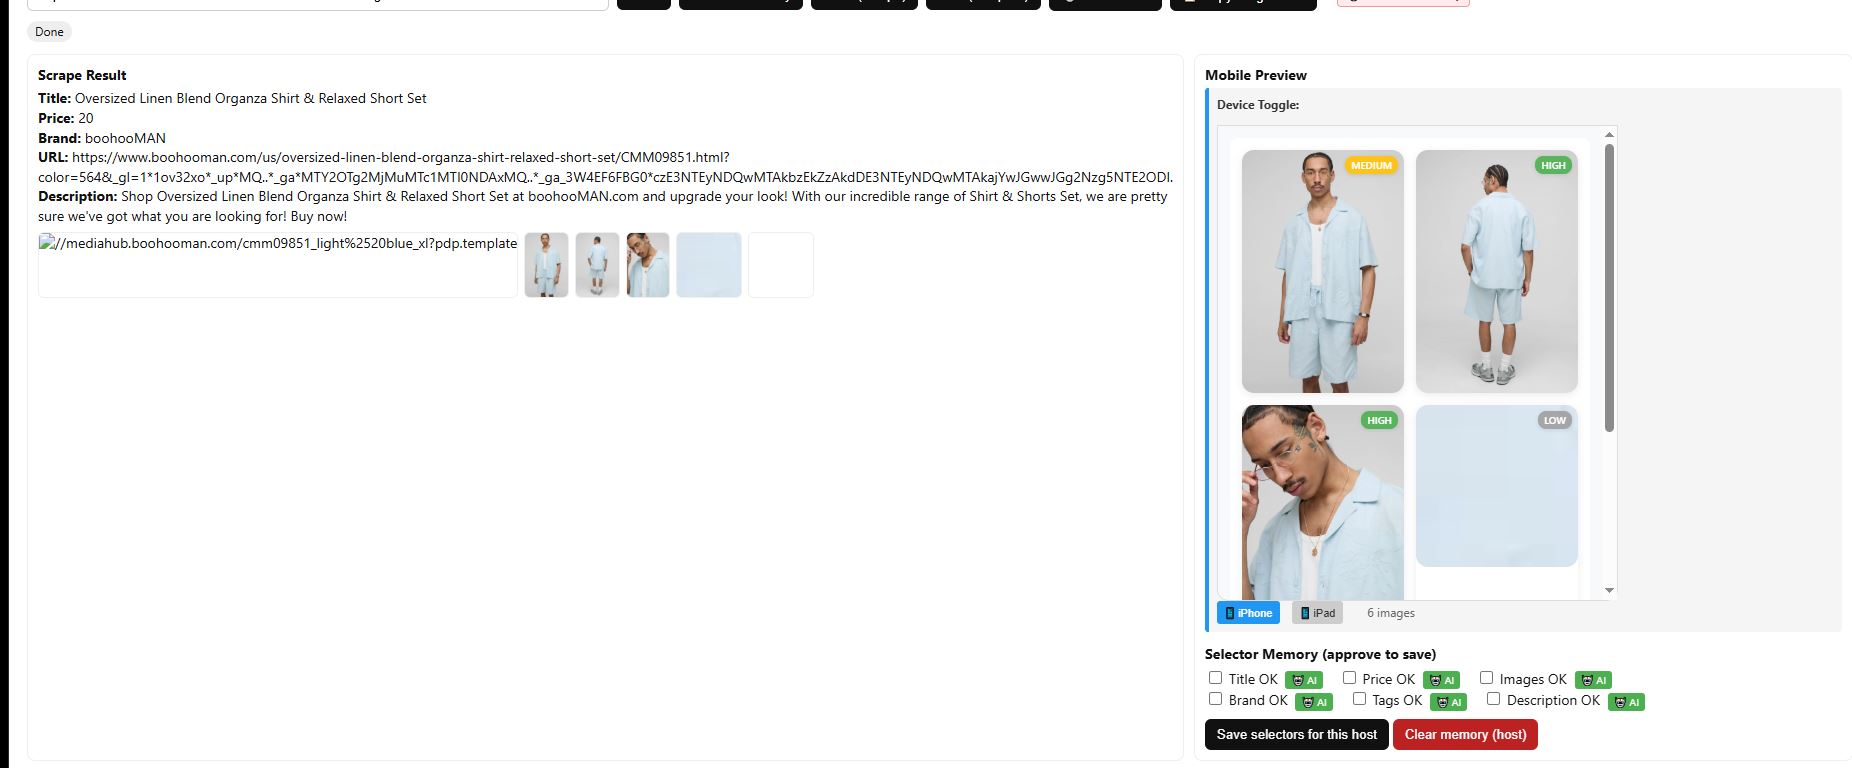 Done
Scrape Result
Title: Oversized Linen Blend Organza Shirt & Relaxed Short Set
Price: 20
Brand: boohooMAN
URL: https://www.boohooman.com/us/oversized-linen-blend-organza-shirt-relaxed-short-set/CMM09851.html?
color=564&_gl=1*1ov32xo*_up*MQ..*_ga*MTY2OTg2MjMuMTc1MTI0NDAxMQ..*_ga_3W4EF6FBG0*czE3NTEyNDQwMTAkbzEkZzAkdDE3NTEyNDQwMTAkajYwJGwwJGg2Nzg5NTE2ODI.
Description: Shop Oversized Linen Blend Organza Shirt & Relaxed Short Set at boohooMAN.com and upgrade your look! With our incredible range of Shirt & Shorts Set, we are pretty
sure we've got what you are looking for! Buy now!
//mediahub.boohooman.com/cmm09851_light%2520blue_xl?pdp.template
Mobile Preview
Device Toggle:
MEDIUM
HIGH
HIGH
LOW
iPhone
iPad
6 images
Selector Memory (approve to save)
Title OK AI Price OK AI Images OK AI
Brand OK AI Tags OK AI Description OK AI
Save selectors for this host
Clear memory (host)